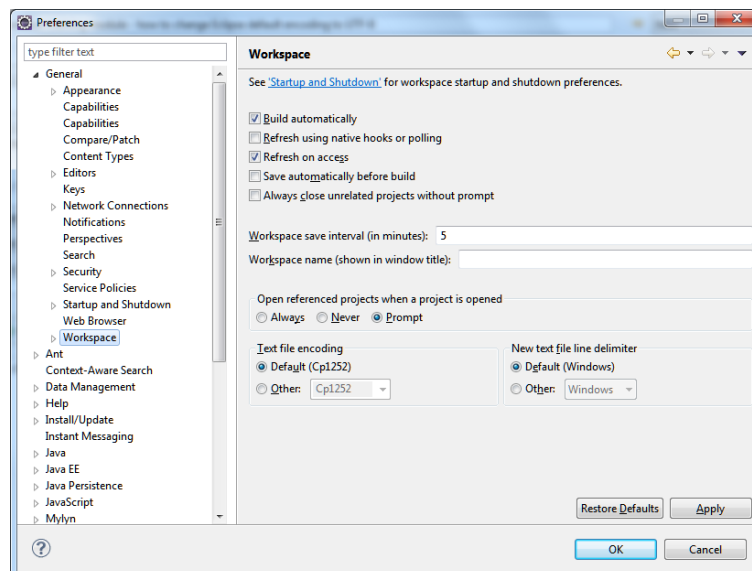 Preferences
type filter text
General
Appearance
Capabilities
Capabilities
Compare/Patch
Content Types
Editors
Keys
Network Connections
Notifications
Perspectives
Search
Security
Service Policies
Startup and Shutdown
Web Browser
Workspace
Ant
Context-Aware Search
Data Management
Help
Install/Update
Instant Messaging
Java
Java EE
Java Persistence
JavaScript
Mylyn
Workspace
See 'Startup and Shutdown' for workspace startup and shutdown preferences.
Build automatically
Refresh using native hooks or polling
Refresh on access
Save automatically before build
Always close unrelated projects without prompt
Workspace save interval (in minutes): 5
Workspace name (shown in window title):
Open referenced projects when a project is opened
Always Never Prompt
Text file encoding
Default (Cp1252)
Other: Cp1252
New text file line delimiter
Default (Windows)
Other: Windows
Restore Defaults Apply
OK Cancel